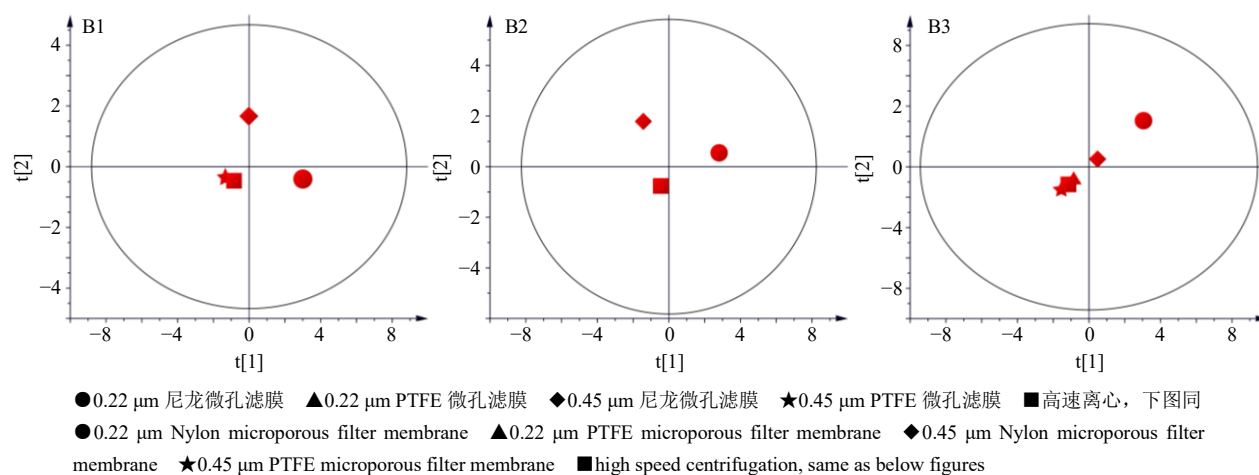 B1
4
2
0
−2
−4
t[2]
−8 −4 0 4 8
t[1]
B2
4
2
0
−2
−4
t[2]
−8 −4 0 4 8
t[1]
B3
8
4
0
−4
−8
t[2]
−8 −4 0 4 8
t[1]
●0.22 μm 尼龙微孔滤膜 ▲0.22 μm PTFE 微孔滤膜 ◆0.45 μm 尼龙微孔滤膜 ★0.45 μm PTFE 微孔滤膜 ■高速离心，下图同
●0.22 μm Nylon microporous filter membrane ▲0.22 μm PTFE microporous filter membrane ◆0.45 μm Nylon microporous filter
membrane ★0.45 μm PTFE microporous filter membrane ■high speed centrifugation, same as below figures